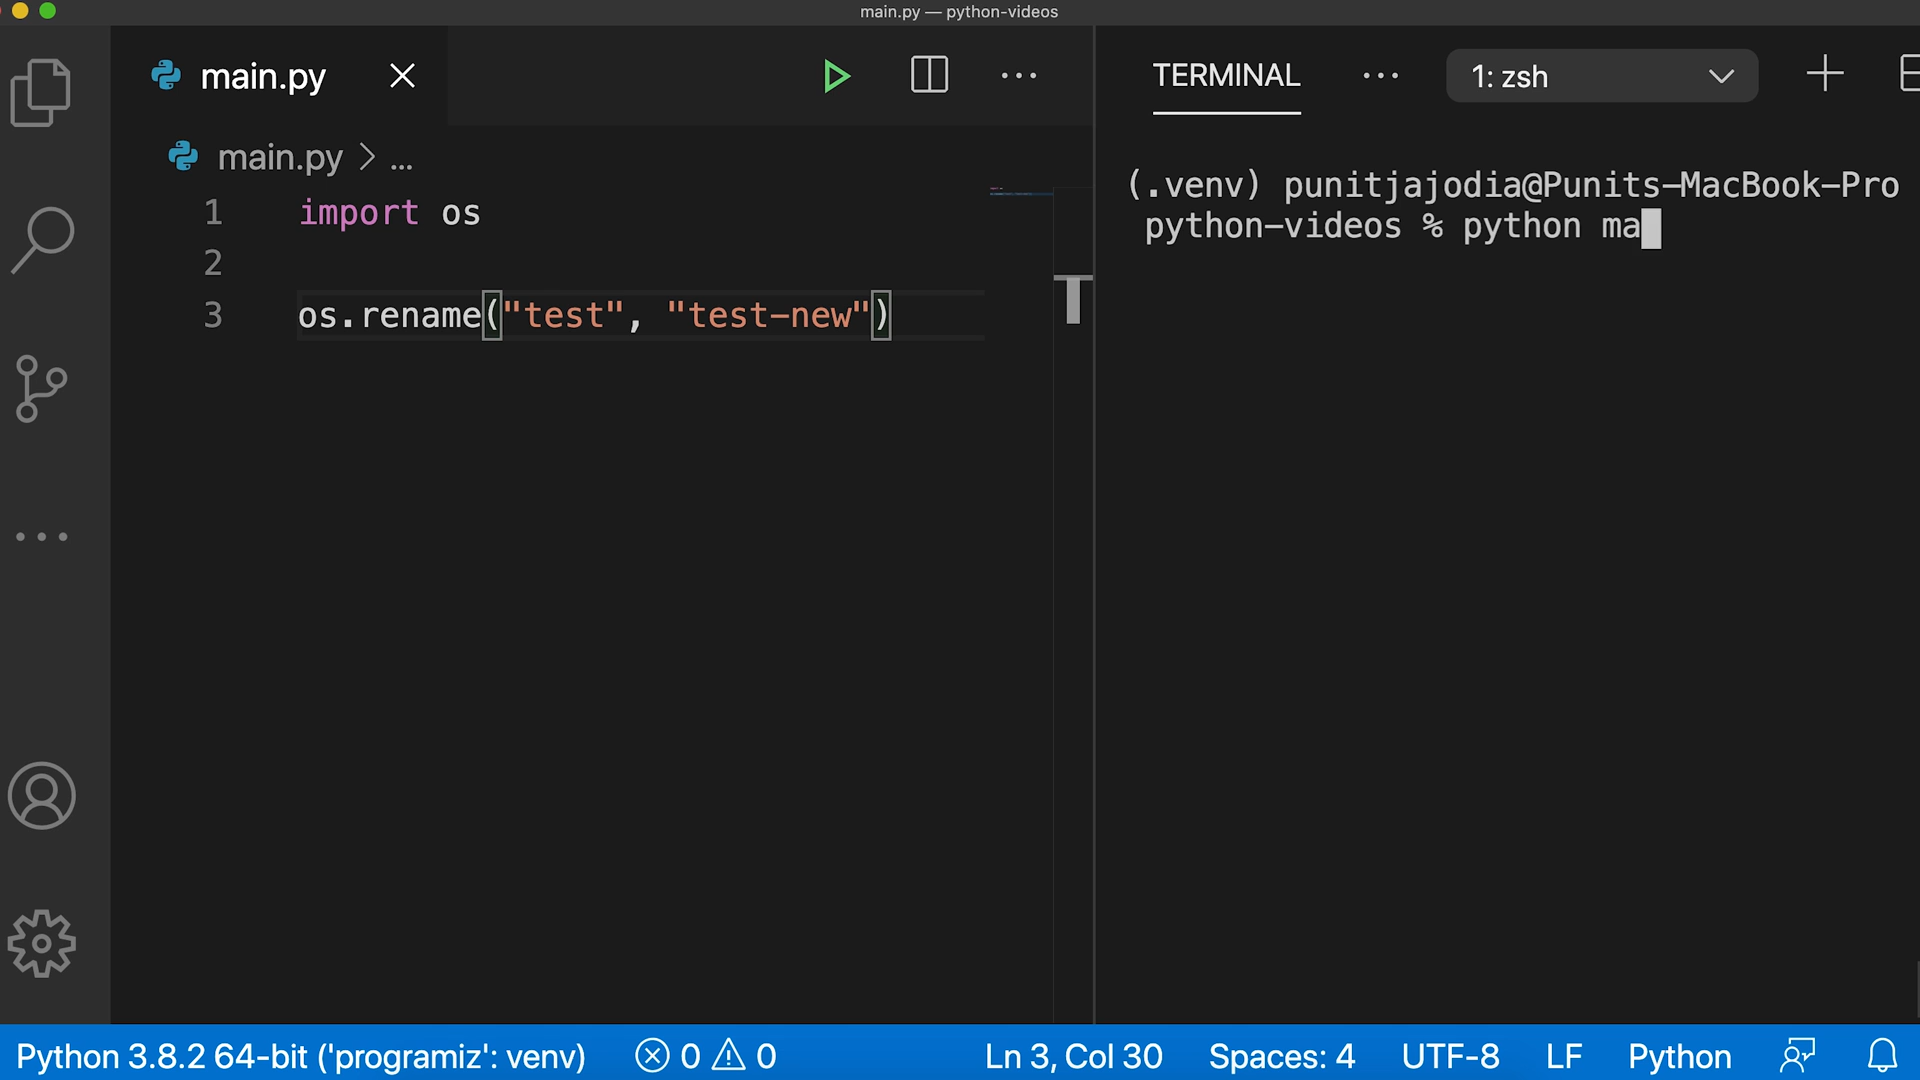 main.py — python-videos
main.py
TERMINAL
1: zsh
main.py > ...
1 import os
2
3 os.rename("test", "test-new")
(.venv) punitjajodia@Punits-MacBook-Pro
python-videos % python ma
Python 3.8.2 64-bit ('programiz': venv) 0 0 Ln 3, Col 30 Spaces: 4 UTF-8 LF Python